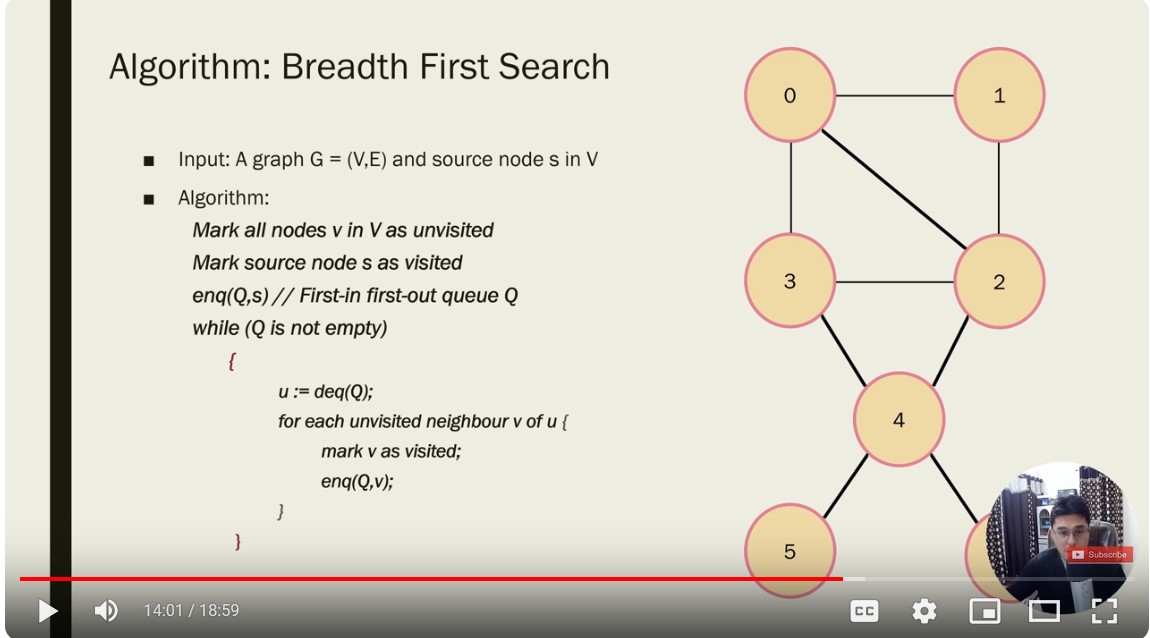 Algorithm: Breadth First Search
■ Input: A graph G = (V,E) and source node s in V
■ Algorithm:
Mark all nodes v in V as unvisited
Mark source node s as visited
enq(Q,s) // First-in first-out queue Q
while (Q is not empty)
{
u := deq(Q);
for each unvisited neighbour v of u {
mark v as visited;
enq(Q,v);
}
}
0
1
3
2
4
5
Subscribe
14:01 / 18:59
CC